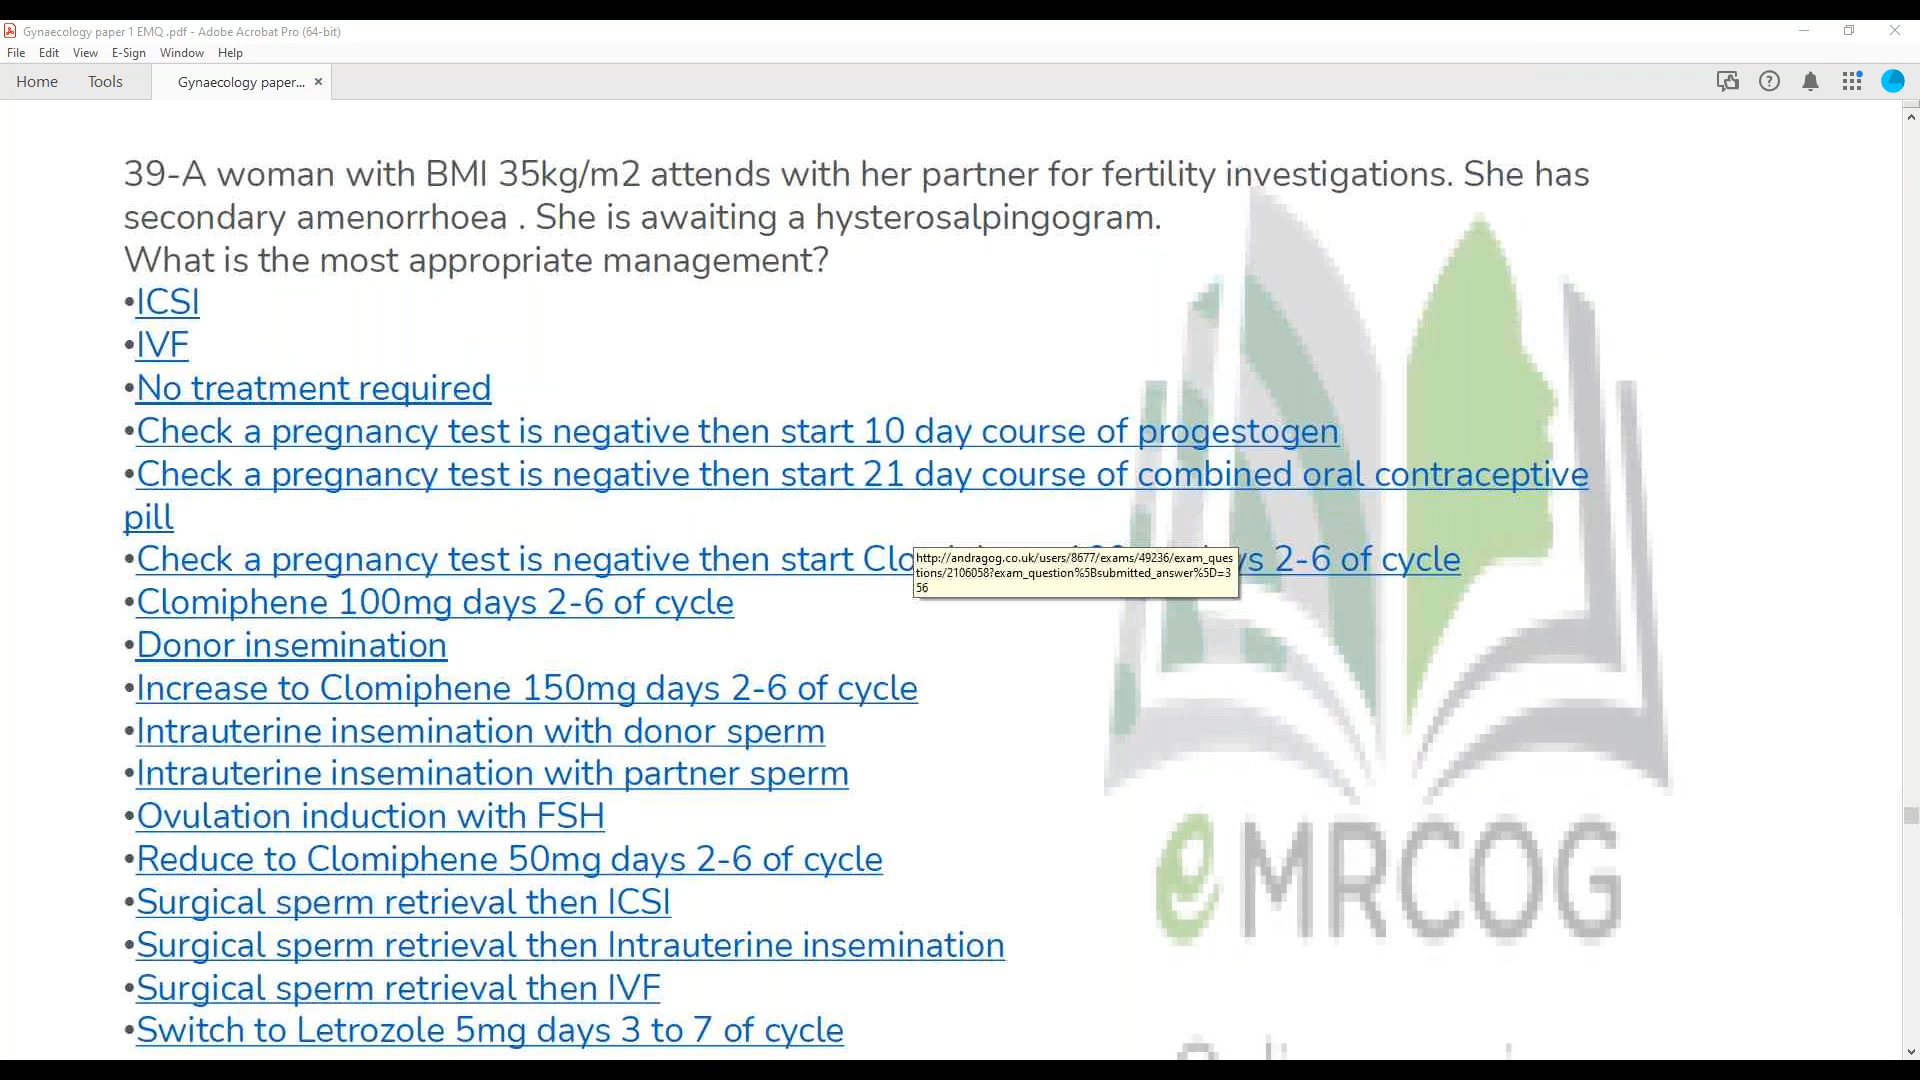 Gynaecology paper 1 EMQ .pdf - Adobe Acrobat Pro (64-bit)
File Edit View E-Sign Window Help
Home Tools Gynaecology paper... ×
39-A woman with BMI 35kg/m2 attends with her partner for fertility investigations. She has
secondary amenorrhoea . She is awaiting a hysterosalpingogram.
What is the most appropriate management?
•ICSI
•IVF
•No treatment required
•Check a pregnancy test is negative then start 10 day course of progestogen
•Check a pregnancy test is negative then start 21 day course of combined oral contraceptive
pill
•Check a pregnancy test is negative then start 2-6 of cycle
http://andragog.co.uk/users/8677/exams/49236/exam_ques
tions/2106058?exam_question%5Bsubmitted_answer%5D=3
56
•Clomiphene 100mg days 2-6 of cycle
•Donor insemination
•Increase to Clomiphene 150mg days 2-6 of cycle
•Intrauterine insemination with donor sperm
•Intrauterine insemination with partner sperm
•Ovulation induction with FSH
•Reduce to Clomiphene 50mg days 2-6 of cycle
•Surgical sperm retrieval then ICSI
•Surgical sperm retrieval then Intrauterine insemination
•Surgical sperm retrieval then IVF
•Switch to Letrozole 5mg days 3 to 7 of cycle
eMRCOG